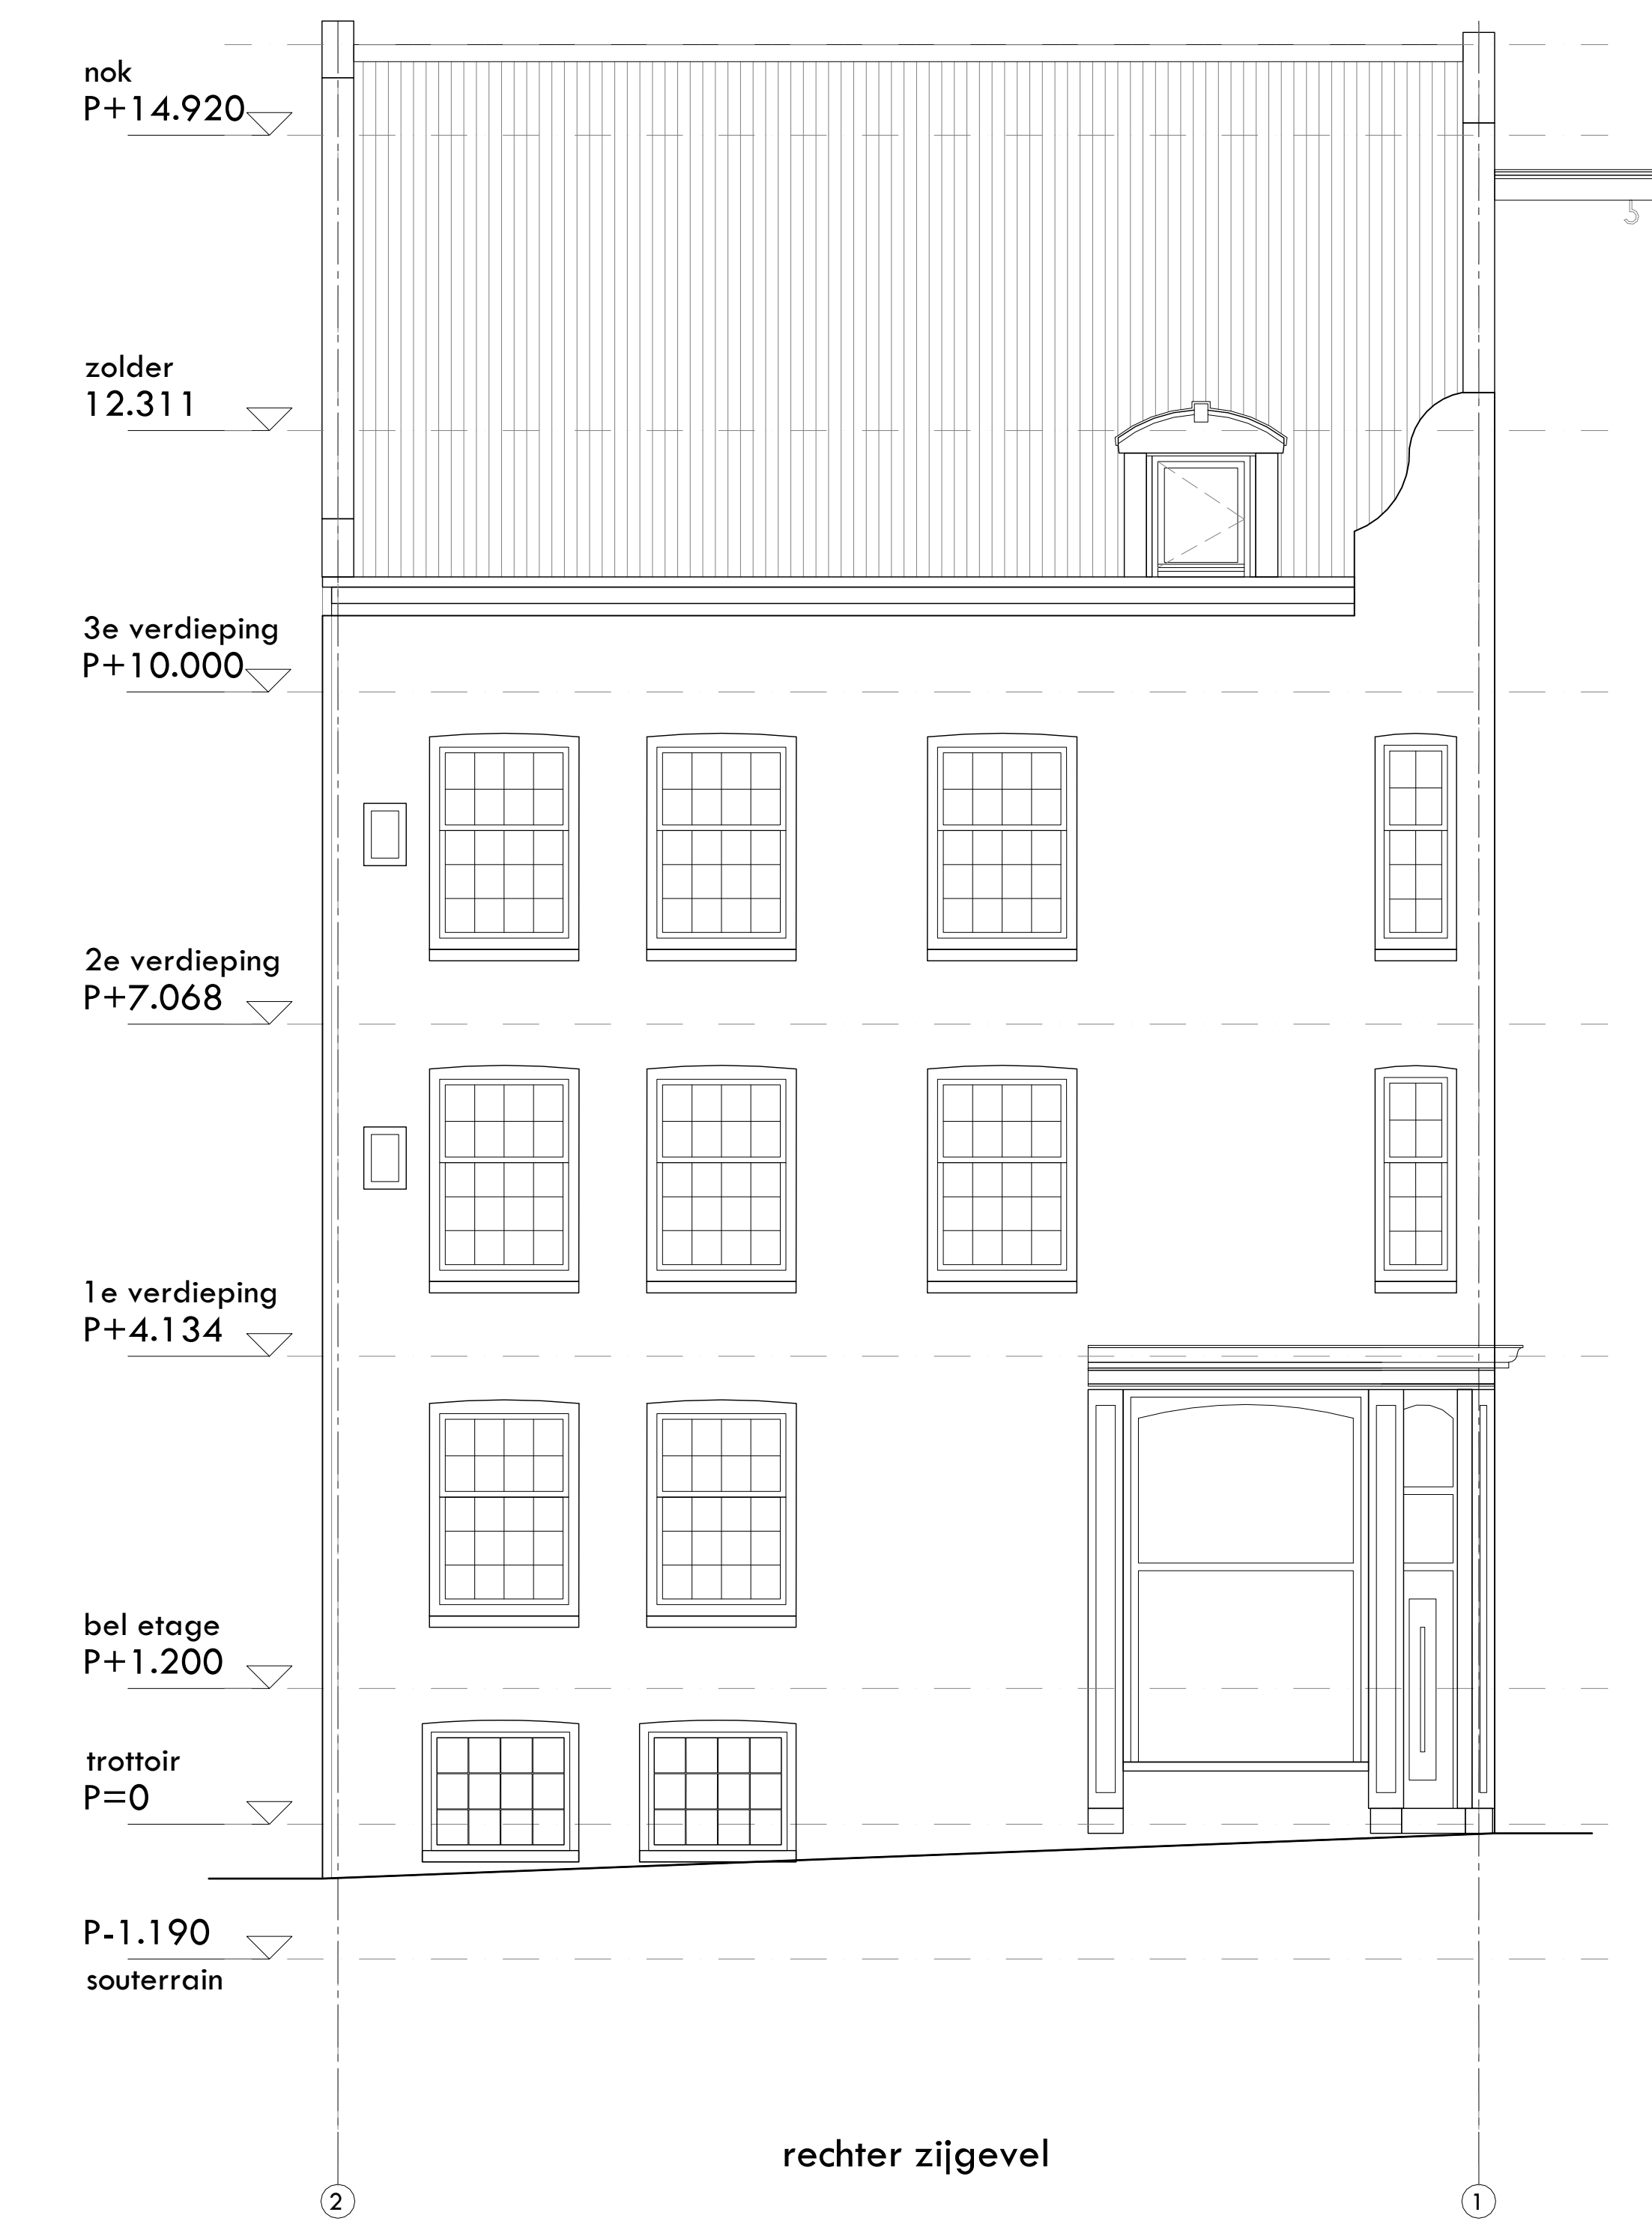 nok
P+14.920
zolder
12.311
3e verdieping
P+10.000
2e verdieping
P+7.068
1e verdieping
P+4.134
bel etage
P+1.200
trottoir
P=0
P-1.190
souterrain
rechter zijgevel
2
1